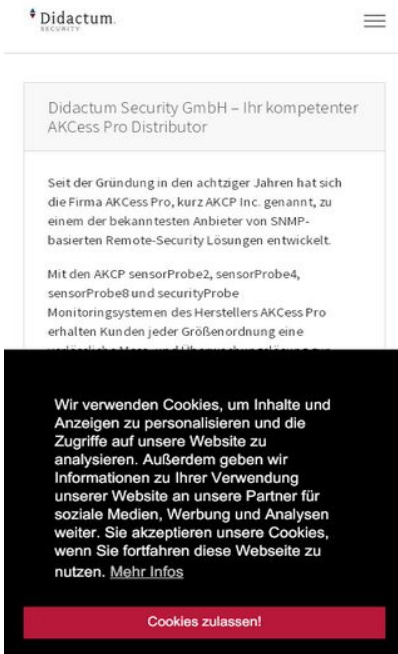 Didactum
SECURITY
Didactum Security GmbH – Ihr kompetenter
AKCess Pro Distributor
Seit der Gründung in den achtziger Jahren hat sich
die Firma AKCess Pro, kurz AKCP Inc. genannt, zu
einem der bekanntesten Anbieter von SNMP-
basierten Remote-Security Lösungen entwickelt.
Mit den AKCP sensorProbe2, sensorProbe4,
sensorProbe8 und securityProbe
Monitoringsystemen des Herstellers AKCess Pro
erhalten Kunden jeder Größenordnung eine
Wir verwenden Cookies, um Inhalte und
Anzeigen zu personalisieren und die
Zugriffe auf unsere Website zu
analysieren. Außerdem geben wir
Informationen zu Ihrer Verwendung
unserer Website an unsere Partner für
soziale Medien, Werbung und Analysen
weiter. Sie akzeptieren unsere Cookies,
wenn Sie fortfahren diese Webseite zu
nutzen. Mehr Infos
Cookies zulassen!